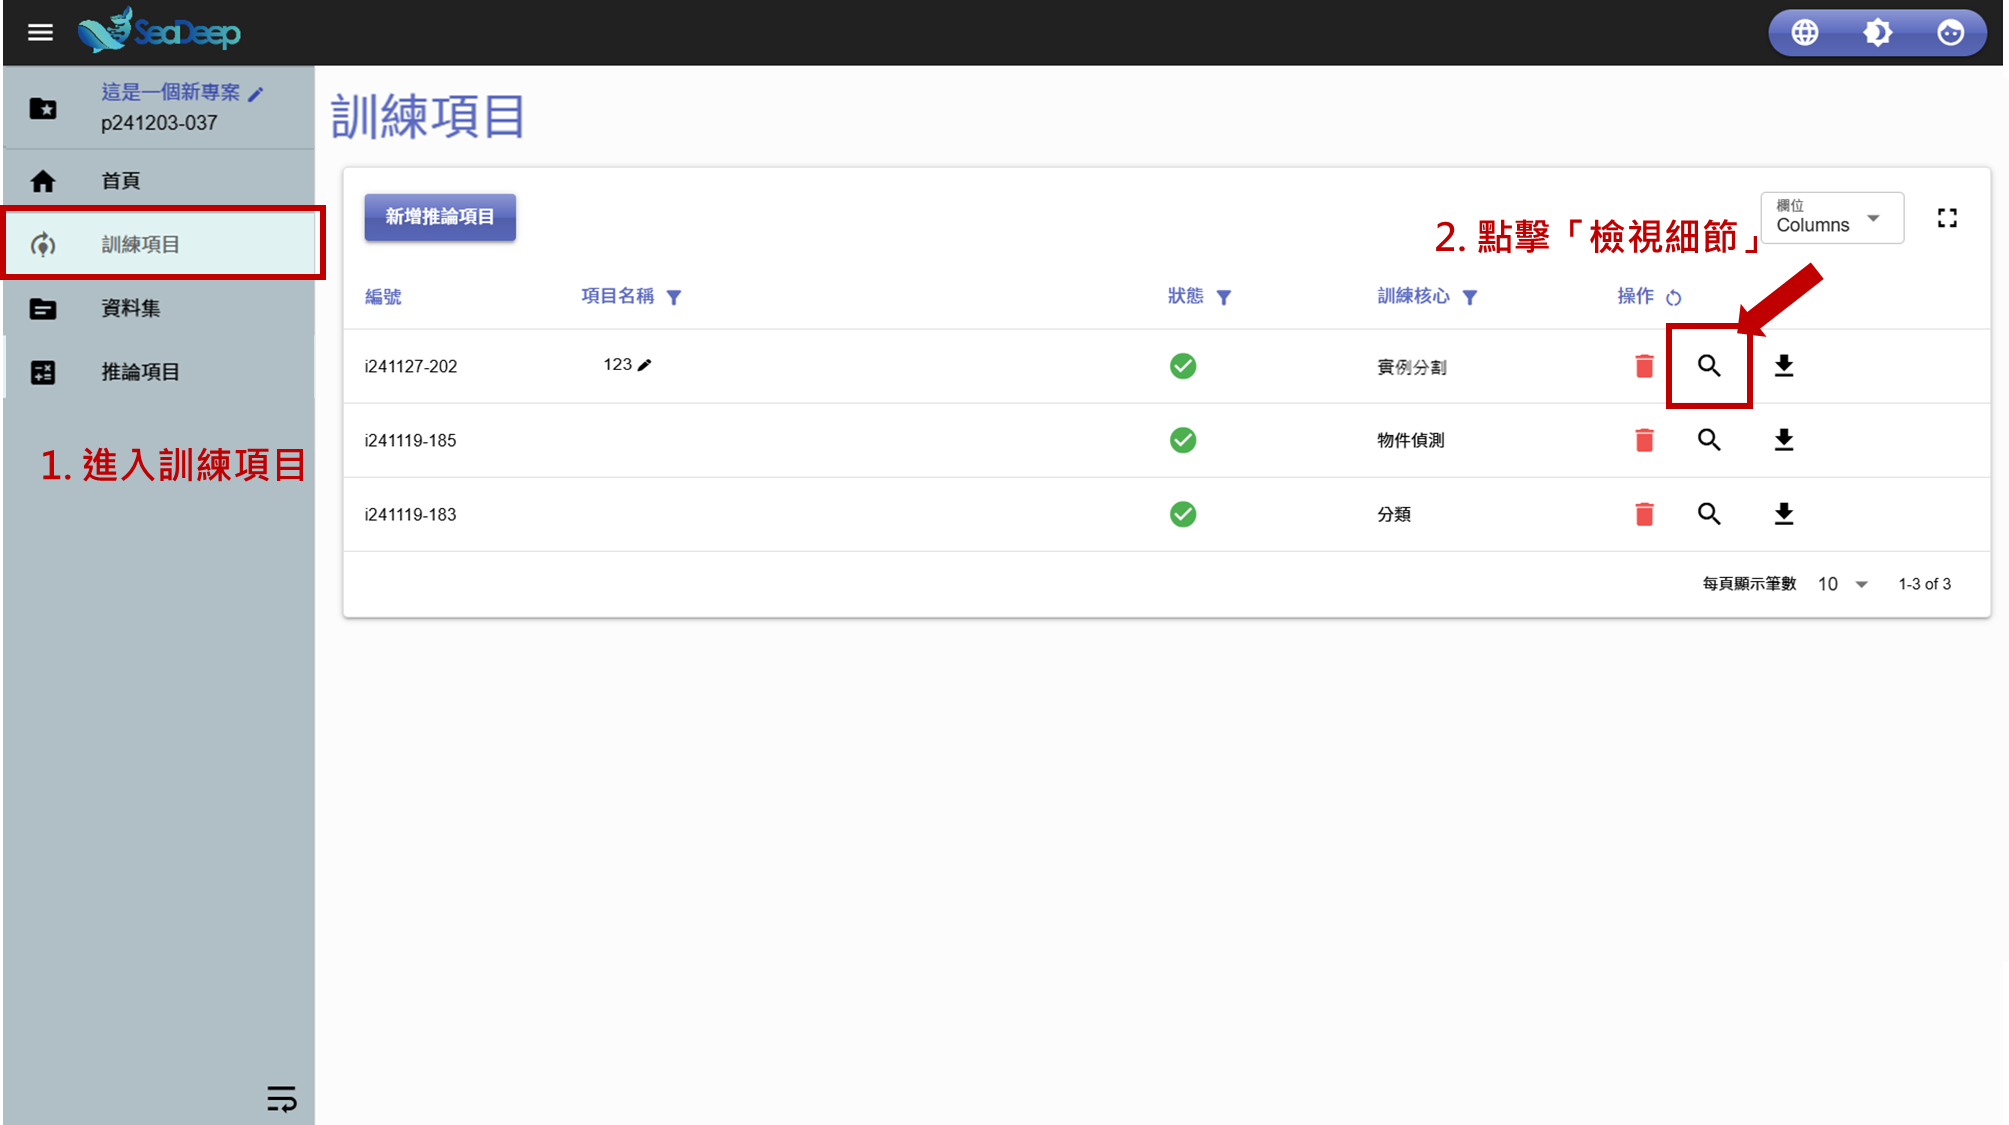 SeaDeep
這是一個新專案
p241203-037
首頁
訓練項目
資料集
推論項目
1. 進入訓練項目
訓練項目
新增推論項目
2. 點擊「檢視細節」
欄位
Columns
編號 項目名稱 狀態 訓練核心 操作
i241127-202 123 實例分割
i241119-185 物件偵測
i241119-183 分類
每頁顯示筆數 10 1-3 of 3